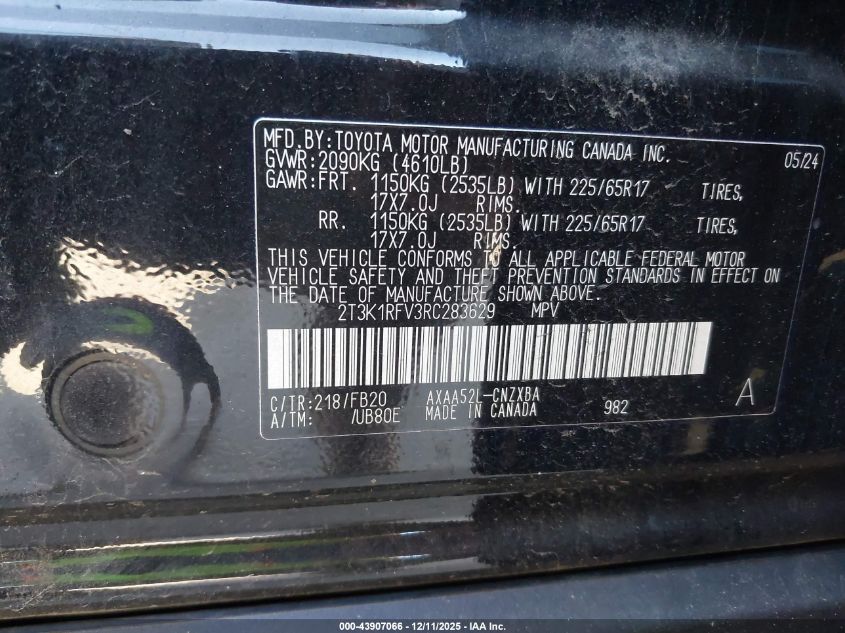 MFD.BY:TOYOTA MOTOR MANUFACTURING CANADA INC. 05/24
GVWR:2090KG (4610LB)
GAWR:FRT. 1150KG (2535LB) WITH 225/65R17 TIRES,
17X7.0J RIMS.
RR. 1150KG (2535LB) WITH 225/65R17 TIRES,
17X7.0J RIMS.
THIS VEHICLE CONFORMS TO ALL APPLICABLE FEDERAL MOTOR
VEHICLE SAFETY AND THEFT PREVENTION STANDARDS IN EFFECT ON
THE DATE OF MANUFACTURE SHOWN ABOVE.
2T3K1RFV3RC283629 MPV
C/TR:218/FB20 AXAA52L-CNZXBA A
A/TM: /UB80E MADE IN CANADA 982
000-43907066 - 12/11/2025 - IAA Inc.